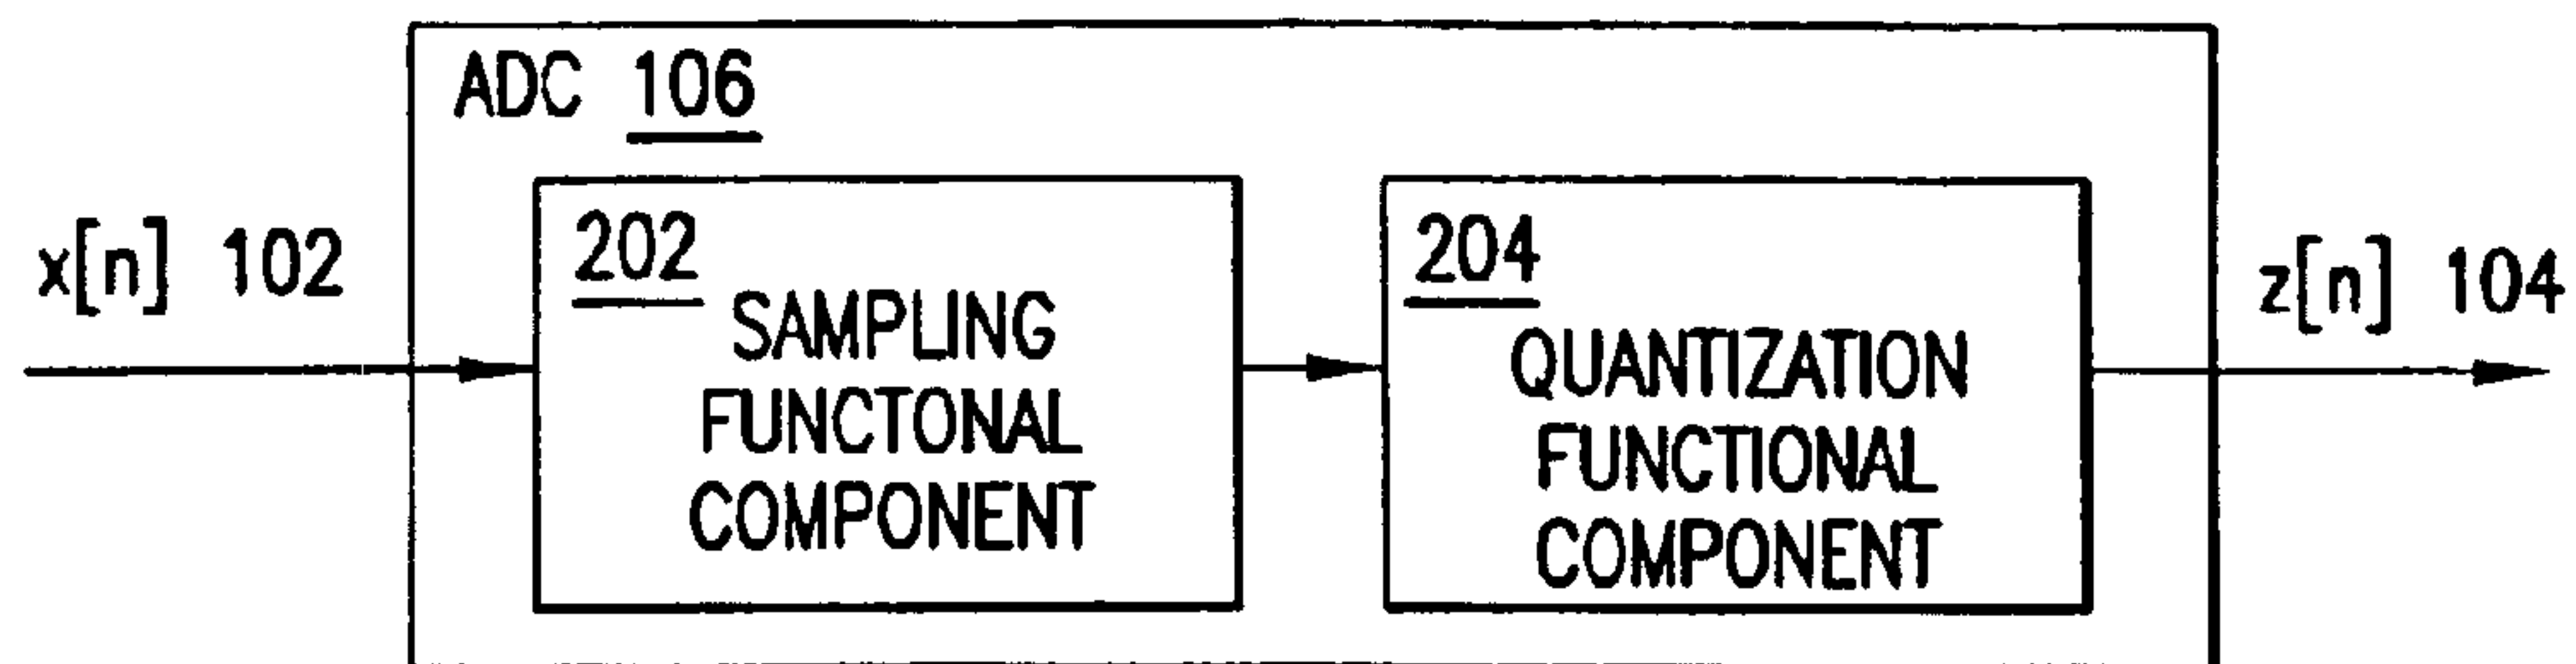 ADC 106
x[n] 102
202
SAMPLING
FUNCTONAL
COMPONENT
204
QUANTIZATION
FUNCTIONAL
COMPONENT
z[n] 104